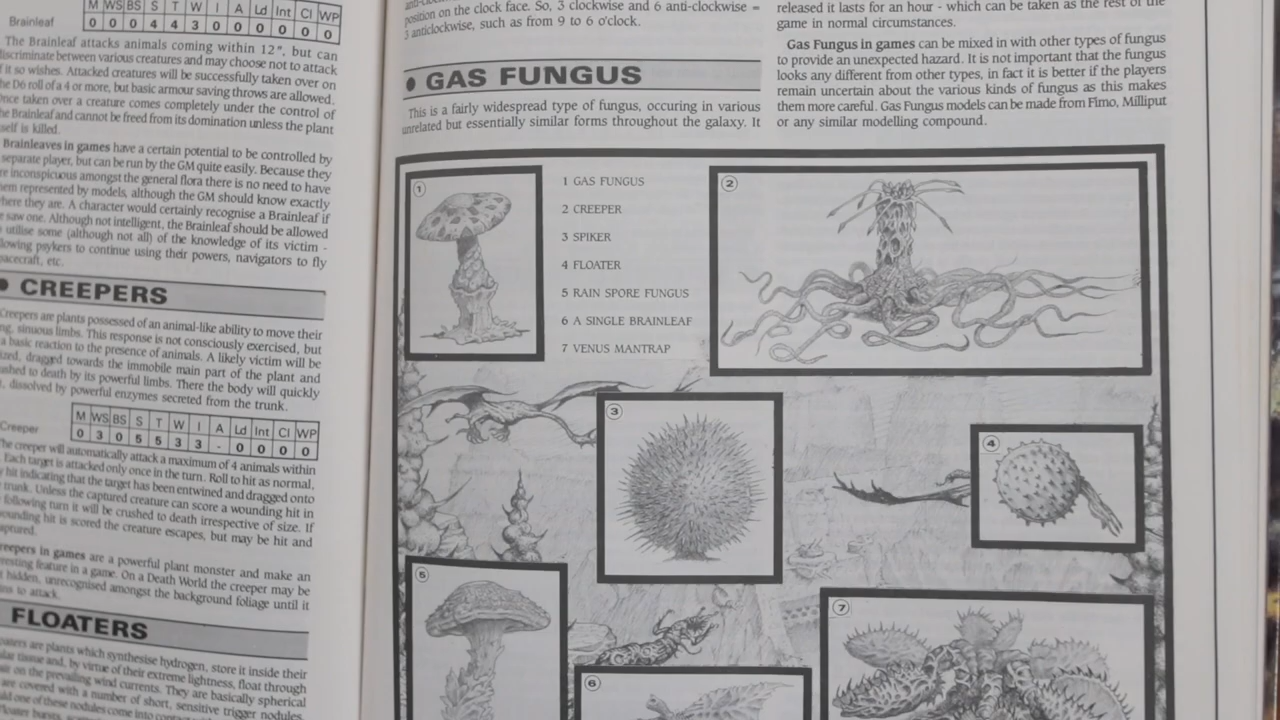 M WS BS S T W I A Ld Int Cl WP
Brainleaf 0 0 0 4 4 3 0 0 0 0 0 0
The Brainleaf attacks animals coming within 12", but can
discriminate between various creatures and may choose not to attack
if it so wishes. Attacked creatures will be successfully taken over on
the D6 roll of a 4 or more, but basic armour saving throws are allowed.
Once taken over a creature comes completely under the control of
the Brainleaf and cannot be freed from its domination unless the plant
itself is killed.
Brainleaves in games have a certain potential to be controlled by
separate player, but can be run by the GM quite easily. Because they
are inconspicuous amongst the general flora there is no need to have
them represented by models, although the GM should know exactly
where they are. A character would certainly recognise a Brainleaf if
he saw one. Although not intelligent, the Brainleaf should be allowed
utilise some (although not all) of the knowledge of its victim -
allowing psykers to continue using their powers, navigators to fly
spacecraft, etc.
CREEPERS
Creepers are plants possessed of an animal-like ability to move their
sinuous limbs. This response is not consciously exercised, but
a basic reaction to the presence of animals. A likely victim will be
dragged towards the immobile main part of the plant and
crushed to death by its powerful limbs. There the body will quickly
dissolved by powerful enzymes secreted from the trunk.
M WS BS S T W I A Ld Int Cl WP
Creeper 0 3 0 5 5 3 3 - 0 0 0 0
The creeper will automatically attack a maximum of 4 animals within
Each target is attacked only once in the turn. Roll to hit as normal,
hit indicating that the target has been entwined and dragged onto
trunk. Unless the captured creature can score a wounding hit in
following turn it will be crushed to death irrespective of size. If
wounding hit is scored the creature escapes, but may be hit and
captured.
Creepers in games are a powerful plant monster and make an
interesting feature in a game. On a Death World the creeper may be
hidden, unrecognised amongst the background foliage until it
to attack.
FLOATERS
Floaters are plants which synthesise hydrogen, store it inside their
tissue and, by virtue of their extreme lightness, float through
on the prevailing wind currents. They are basically spherical
are covered with a number of short, sensitive trigger nodules.
one of these nodules come into
Floater bursts,
position on the clock face. So, 3 clockwise and 6 anti-clockwise =
3 anticlockwise, such as from 9 to 6 o'clock.
GAS FUNGUS
This is a fairly widespread type of fungus, occuring in various
unrelated but essentially similar forms throughout the galaxy. It
released it lasts for an hour - which can be taken as the rest of the
game in normal circumstances.
Gas Fungus in games can be mixed in with other types of fungus
to provide an unexpected hazard. It is not important that the fungus
looks any different from other types, in fact it is better if the players
remain uncertain about the various kinds of fungus as this makes
them more careful. Gas Fungus models can be made from Fimo, Milliput
or any similar modelling compound.
1
1 GAS FUNGUS
2 CREEPER
3 SPIKER
4 FLOATER
5 RAIN SPORE FUNGUS
6 A SINGLE BRAINLEAF
7 VENUS MANTRAP
2
3
4
5
6
7